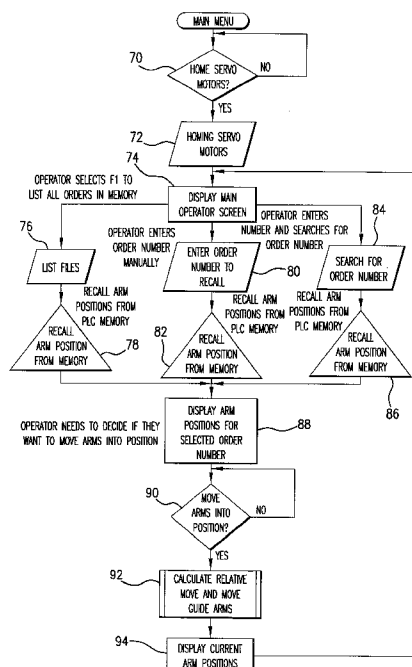 MAIN MENU
70
HOME SERVO
MOTORS?
NO
YES
72
HOMING SERVO
MOTORS
74
OPERATOR SELECTS F1 TO
LIST ALL ORDERS IN MEMORY
DISPLAY MAIN
OPERATOR SCREEN
OPERATOR ENTERS
ORDER NUMBER
MANUALLY
OPERATOR ENTERS
NUMBER AND SEARCHES FOR
ORDER NUMBER
84
76
LIST FILES
ENTER ORDER
NUMBER TO
RECALL
80
SEARCH FOR
ORDER NUMBER
RECALL ARM
POSITIONS FROM
PLC MEMORY
RECALL ARM
POSITIONS FROM
PLC MEMORY
RECALL ARM
POSITIONS FROM
PLC MEMORY
RECALL
ARM POSITION
FROM MEMORY
78
82
RECALL
ARM POSITION
FROM MEMORY
RECALL
ARM POSITION
FROM MEMORY
86
OPERATOR NEEDS TO DECIDE IF THEY
WANT TO MOVE ARMS INTO POSITION
DISPLAY ARM
POSITIONS FOR
SELECTED ORDER
NUMBER
88
90
MOVE
ARMS INTO
POSITION?
NO
YES
92
CALCULATE RELATIVE
MOVE AND MOVE
GUIDE ARMS
94
DISPLAY CURRENT
ARM POSITIONS